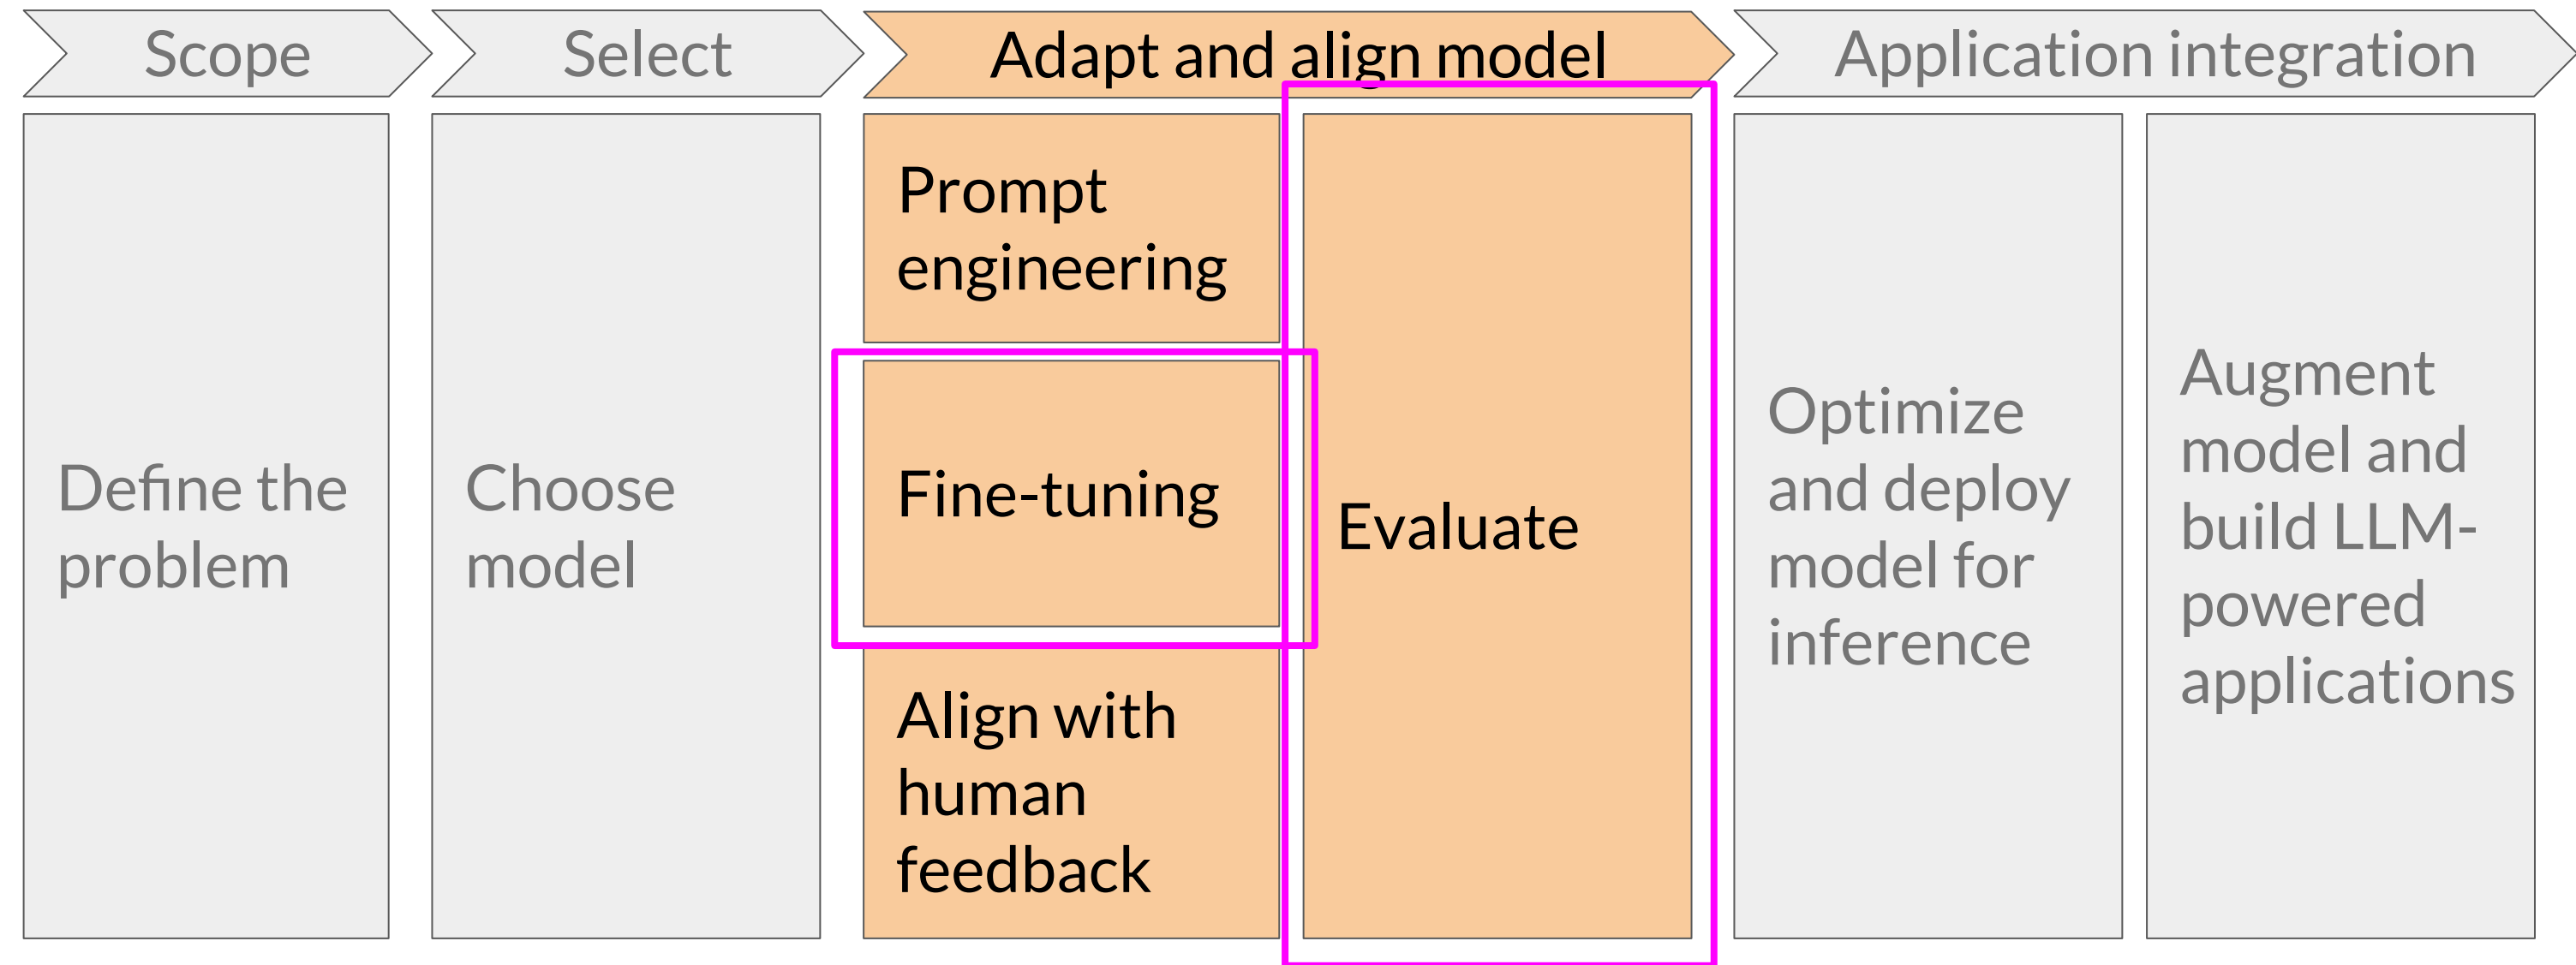 Scope
Select
Adapt and align model
Application integration
Define the
problem
Choose
model
Prompt
engineering
Fine-tuning
Align with
human
feedback
Evaluate
Optimize
and deploy
model for
inference
Augment
model and
build LLM-
powered
applications